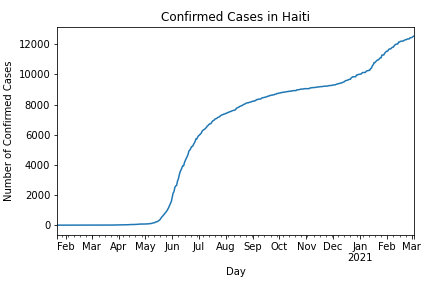 Confirmed Cases in Haiti
Number of Confirmed Cases
12000
10000
8000
6000
4000
2000
0
Feb Mar Apr May Jun Jul Aug Sep Oct Nov Dec Jan Feb Mar
2021
Day